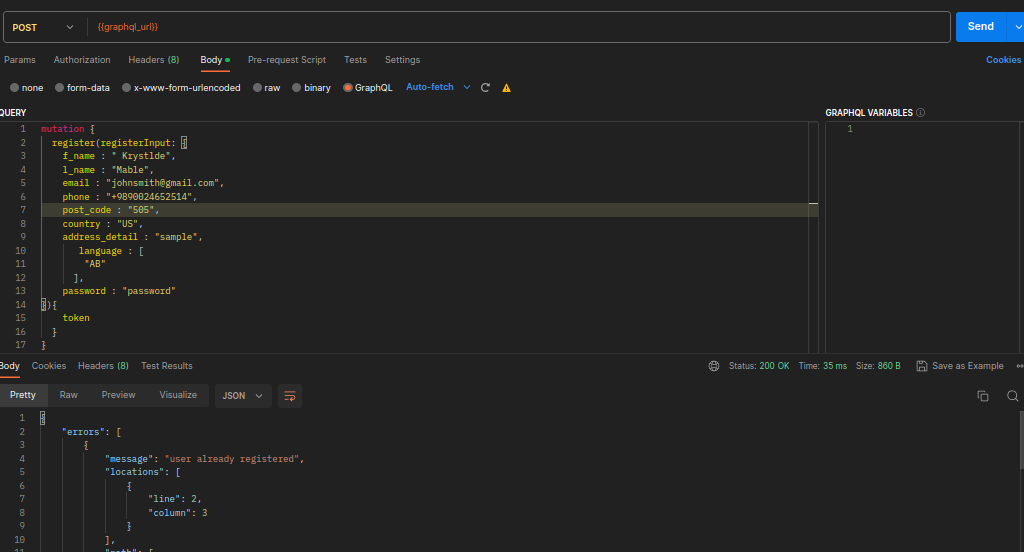 POST {{graphql_url}} Send
Params Authorization Headers (8) Body Pre-request Script Tests Settings Cookies
none form-data x-www-form-urlencoded raw binary GraphQL Auto-fetch
QUERY GRAPHQL VARIABLES
1 mutation { 1
2 register(registerInput: {
3 f_name : " Krystlde",
4 l_name : "Mable",
5 email : "johnsmith@gmail.com",
6 phone : "+9890024652514",
7 post_code : "505",
8 country : "US",
9 address_detail : "sample",
10 language : [
11 "AB"
12 ],
13 password : "password"
14 }){
15 token
16 }
17 }
Body Cookies Headers (8) Test Results Status: 200 OK Time: 35 ms Size: 860 B Save as Example
Pretty Raw Preview Visualize JSON
1 {
2 "errors": [
3 {
4 "message": "user already registered",
5 "locations": [
6 {
7 "line": 2,
8 "column": 3
9 }
10 ],